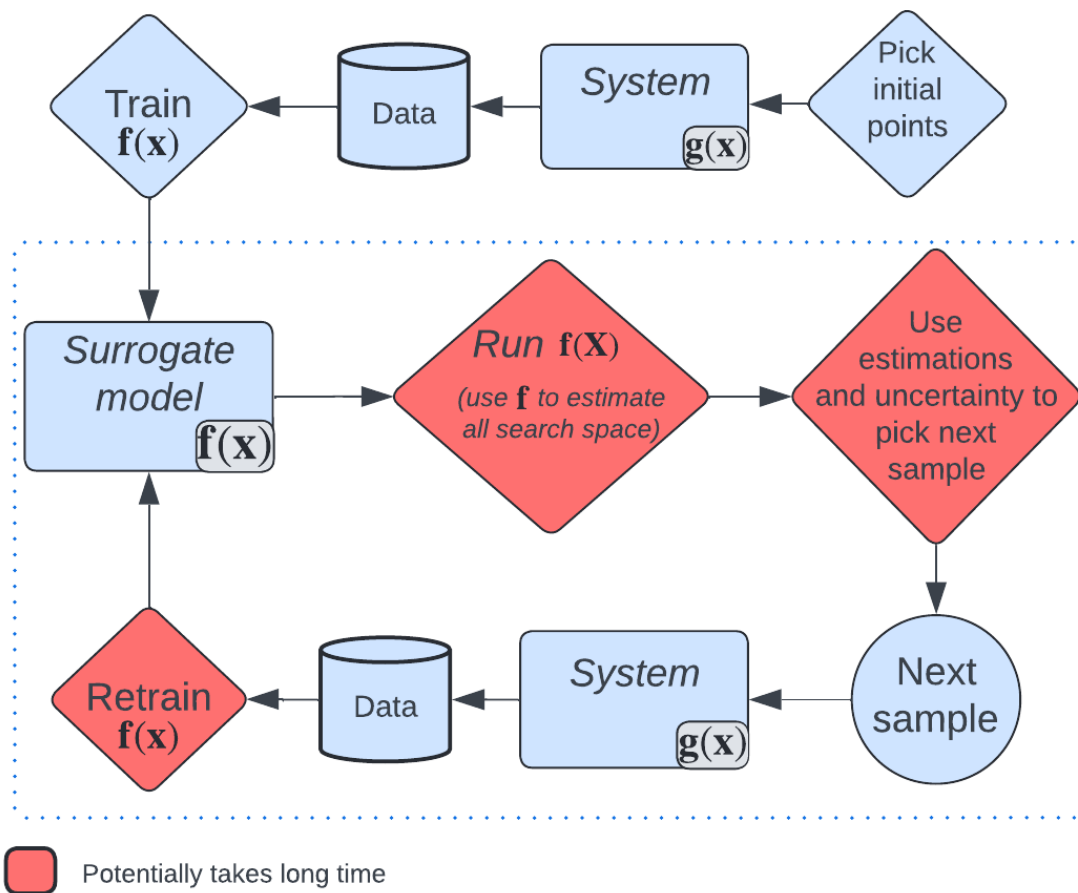 Train
f(x)
Data
System
g(x)
Pick
initial
points
Surrogate
model
f(x)
Run f(X)
(use f to estimate
all search space)
Use
estimations
and uncertainty to
pick next
sample
Retrain
f(x)
Data
System
g(x)
Next
sample
Potentially takes long time